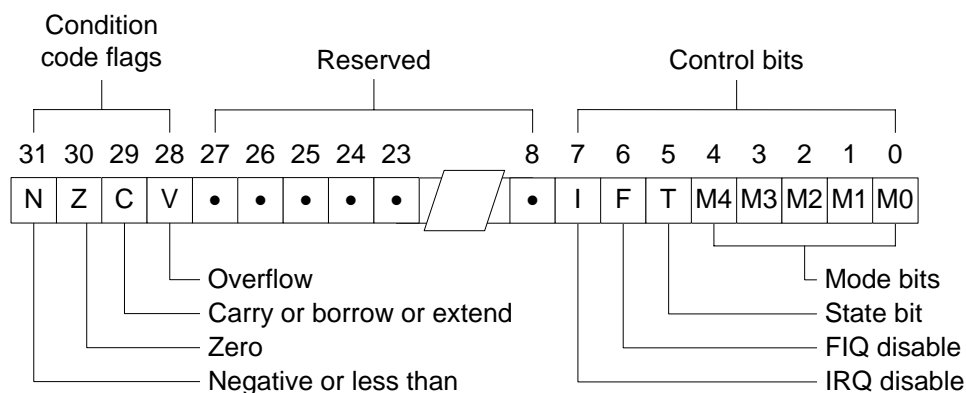 Condition
code flags
Reserved
Control bits
31 30 29 28 27 26 25 24 23 8 7 6 5 4 3 2 1 0
N Z C V • • • • • • I F T M4 M3 M2 M1 M0
Overflow
Carry or borrow or extend
Zero
Negative or less than
Mode bits
State bit
FIQ disable
IRQ disable